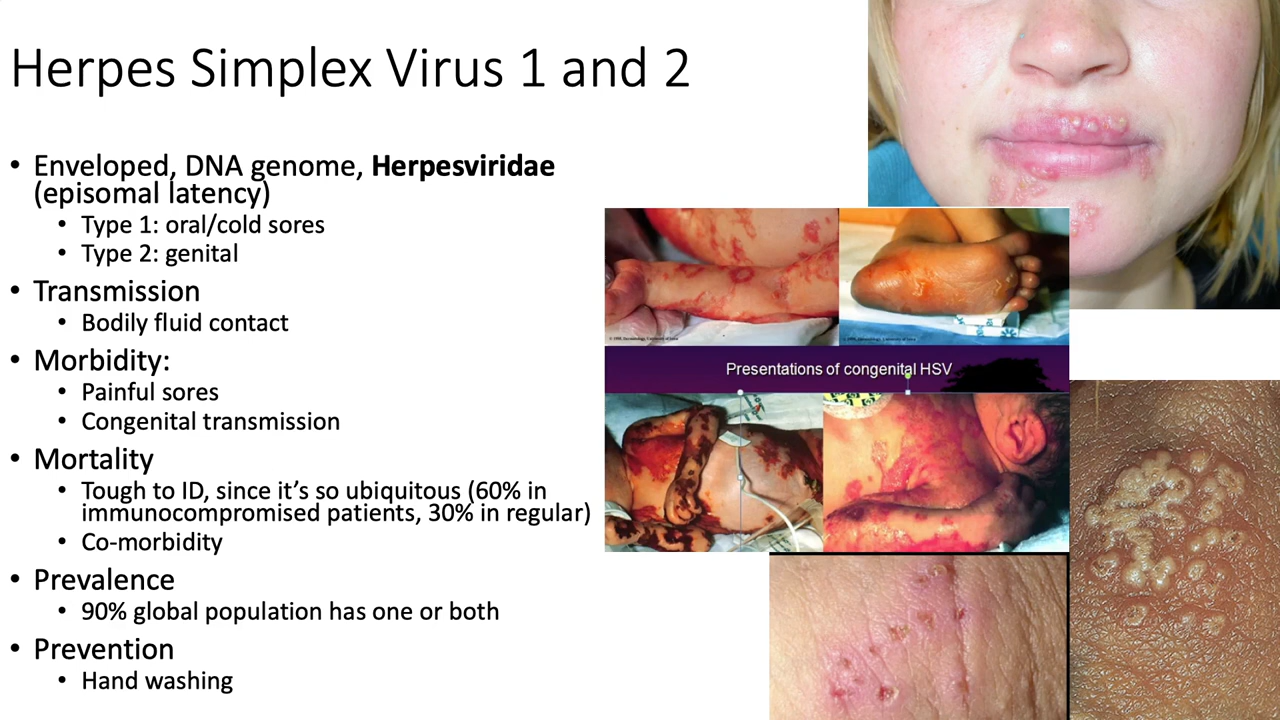 Herpes Simplex Virus 1 and 2
• Enveloped, DNA genome, Herpesviridae
(episomal latency)
• Type 1: oral/cold sores
• Type 2: genital
• Transmission
• Bodily fluid contact
• Morbidity:
• Painful sores
• Congenital transmission
• Mortality
• Tough to ID, since it’s so ubiquitous (60% in
immunocompromised patients, 30% in regular)
• Co-morbidity
• Prevalence
• 90% global population has one or both
• Prevention
• Hand washing
Presentations of congenital HSV